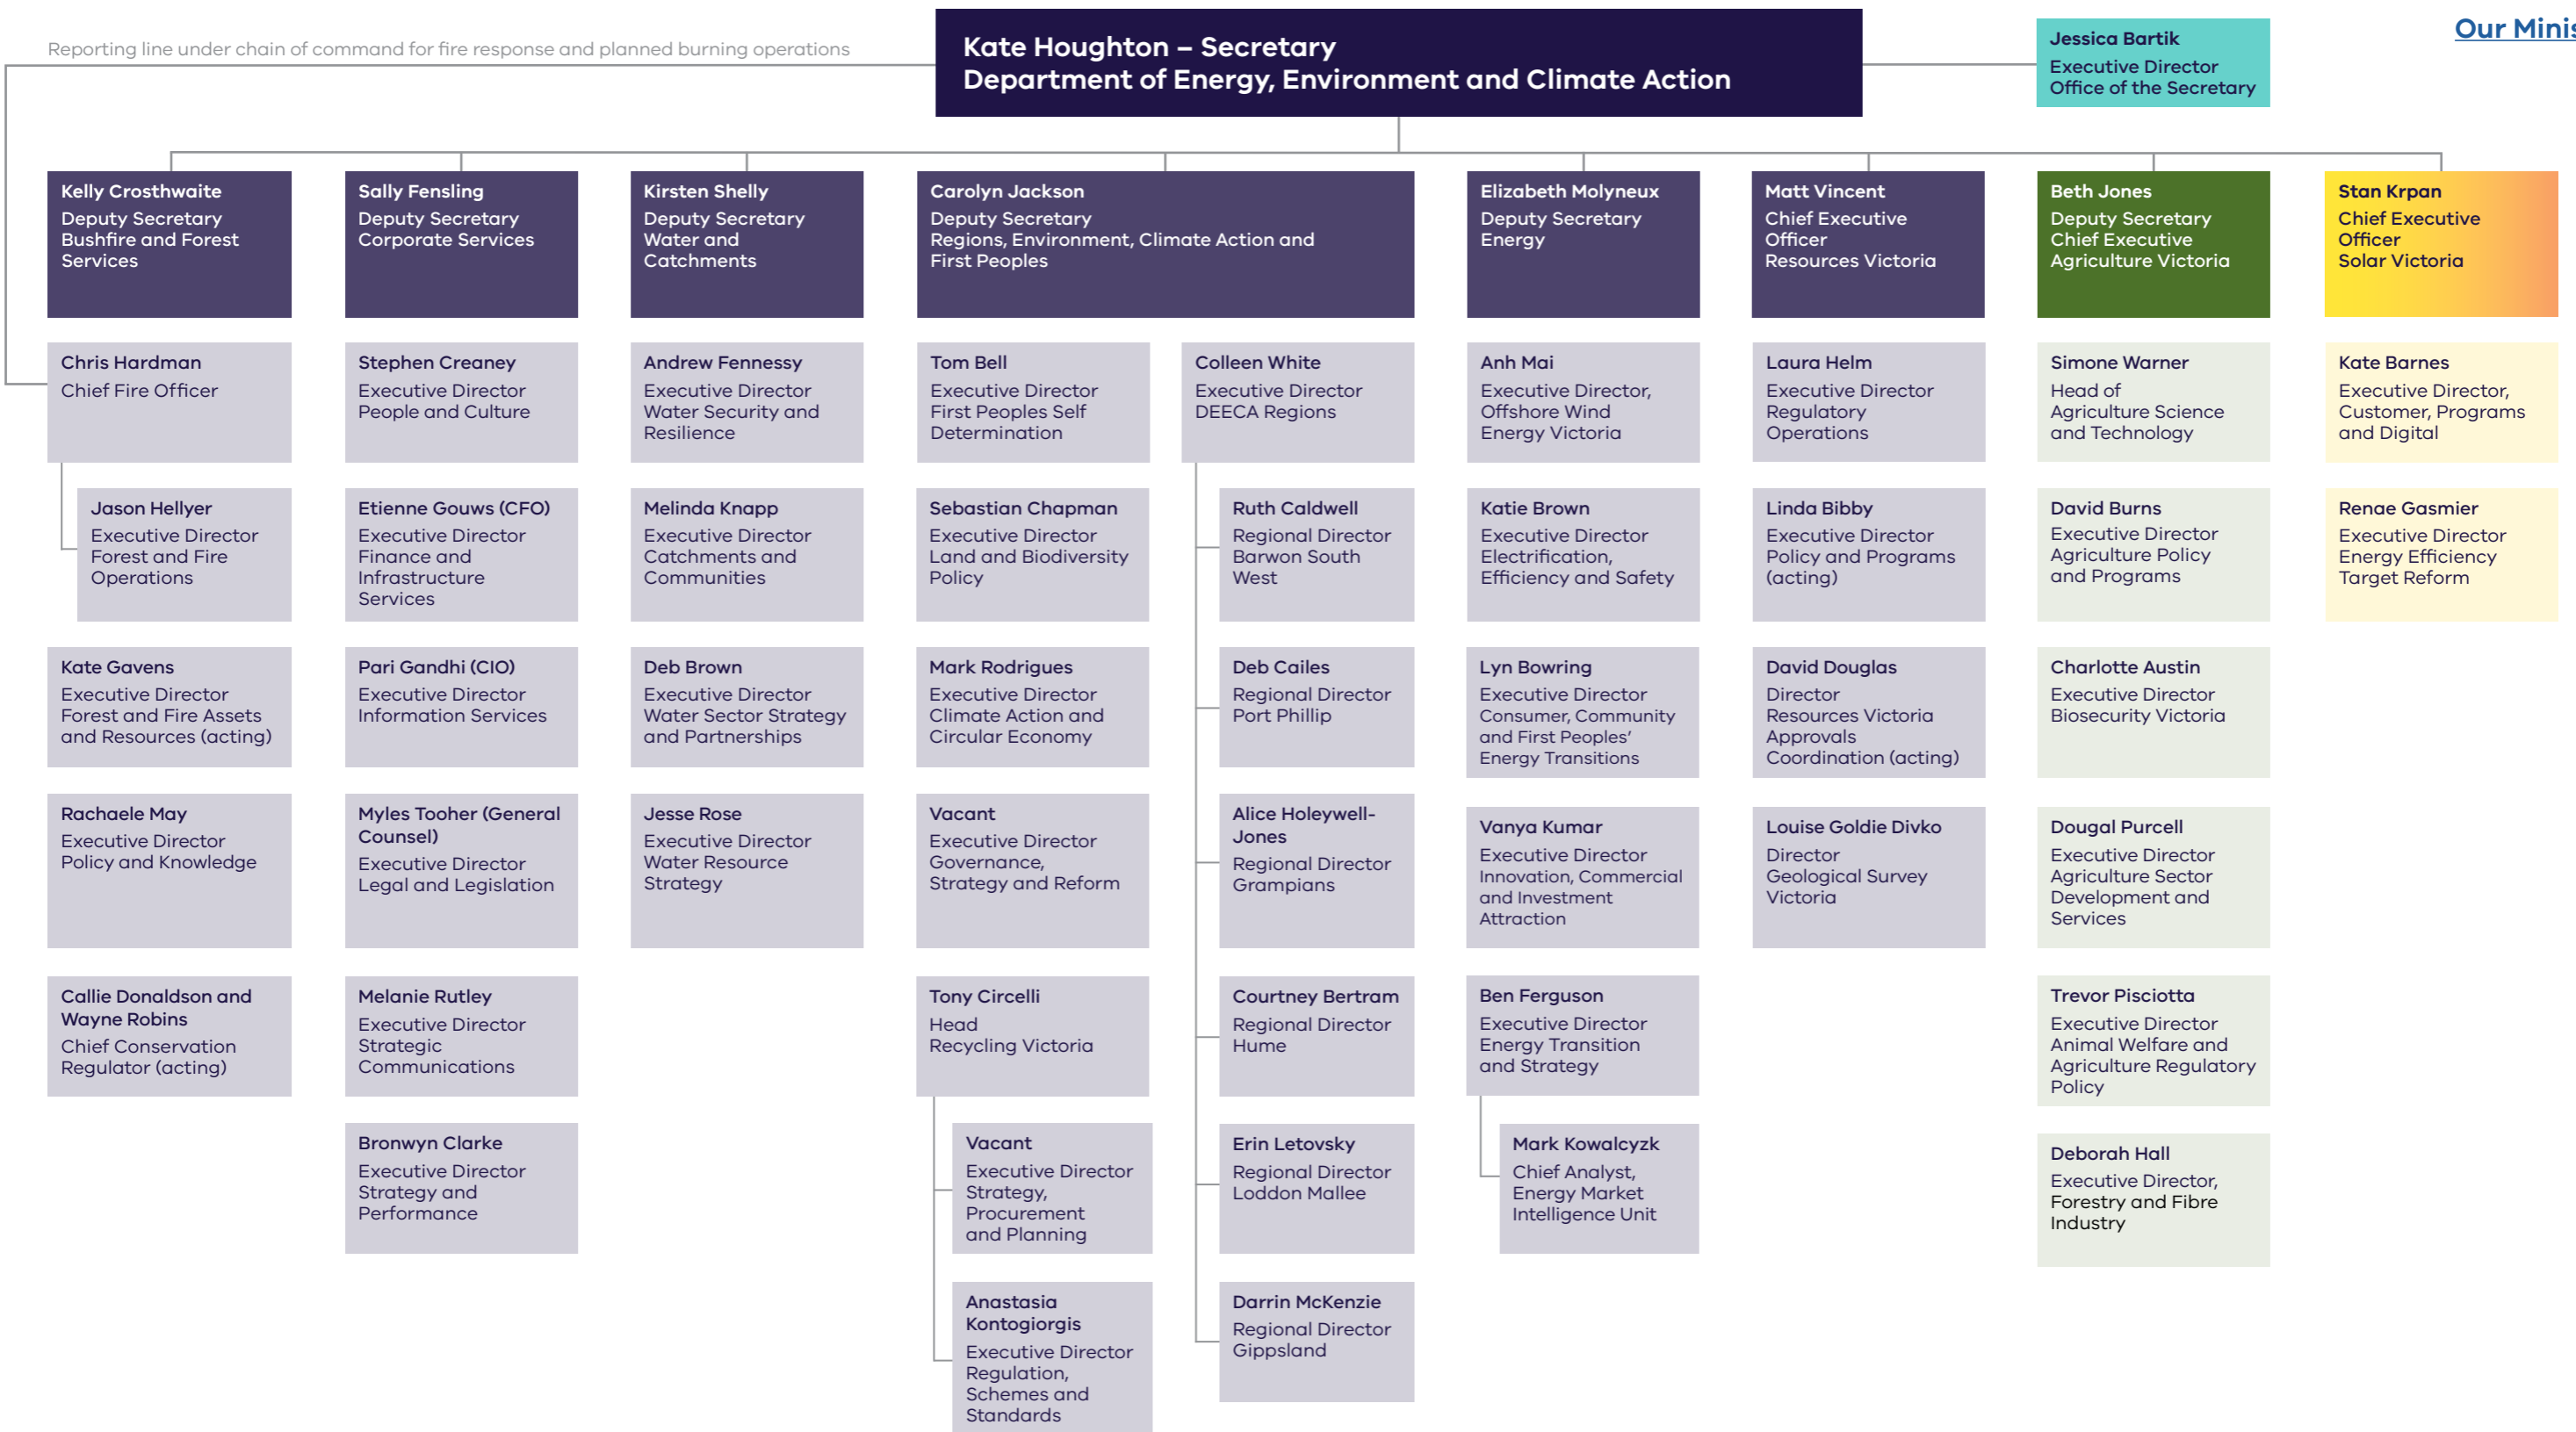 Reporting line under chain of command for fire response and planned burning operations
Kate Houghton – Secretary
Department of Energy, Environment and Climate Action
Jessica Bartik
Executive Director
Office of the Secretary
Our Minis
Kelly Crosthwaite
Deputy Secretary
Bushfire and Forest
Services
Sally Fensling
Deputy Secretary
Corporate Services
Kirsten Shelly
Deputy Secretary
Water and
Catchments
Carolyn Jackson
Deputy Secretary
Regions, Environment, Climate Action and
First Peoples
Elizabeth Molyneux
Deputy Secretary
Energy
Matt Vincent
Chief Executive
Officer
Resources Victoria
Beth Jones
Deputy Secretary
Chief Executive
Agriculture Victoria
Stan Krpan
Chief Executive
Officer
Solar Victoria
Chris Hardman
Chief Fire Officer
Stephen Creaney
Executive Director
People and Culture
Andrew Fennessy
Executive Director
Water Security and
Resilience
Tom Bell
Executive Director
First Peoples Self
Determination
Colleen White
Executive Director
DEECA Regions
Anh Mai
Executive Director,
Offshore Wind
Energy Victoria
Laura Helm
Executive Director
Regulatory
Operations
Simone Warner
Head of
Agriculture Science
and Technology
Kate Barnes
Executive Director,
Customer, Programs
and Digital
Jason Hellyer
Executive Director
Forest and Fire
Operations
Etienne Gouws (CFO)
Executive Director
Finance and
Infrastructure
Services
Melinda Knapp
Executive Director
Catchments and
Communities
Sebastian Chapman
Executive Director
Land and Biodiversity
Policy
Ruth Caldwell
Regional Director
Barwon South
West
Katie Brown
Executive Director
Electrification,
Efficiency and Safety
Linda Bibby
Executive Director
Policy and Programs
(acting)
David Burns
Executive Director
Agriculture Policy
and Programs
Renae Gasmier
Executive Director
Energy Efficiency
Target Reform
Kate Gavens
Executive Director
Forest and Fire Assets
and Resources (acting)
Pari Gandhi (CIO)
Executive Director
Information Services
Deb Brown
Executive Director
Water Sector Strategy
and Partnerships
Mark Rodrigues
Executive Director
Climate Action and
Circular Economy
Deb Cailes
Regional Director
Port Phillip
Lyn Bowring
Executive Director
Consumer, Community
and First Peoples’
Energy Transitions
David Douglas
Director
Resources Victoria
Approvals
Coordination (acting)
Charlotte Austin
Executive Director
Biosecurity Victoria
Rachaele May
Executive Director
Policy and Knowledge
Myles Tooher (General
Counsel)
Executive Director
Legal and Legislation
Jesse Rose
Executive Director
Water Resource
Strategy
Vacant
Executive Director
Governance,
Strategy and Reform
Alice Holeywell-
Jones
Regional Director
Grampians
Vanya Kumar
Executive Director
Innovation, Commercial
and Investment
Attraction
Louise Goldie Divko
Director
Geological Survey
Victoria
Dougal Purcell
Executive Director
Agriculture Sector
Development and
Services
Callie Donaldson and
Wayne Robins
Chief Conservation
Regulator (acting)
Melanie Rutley
Executive Director
Strategic
Communications
Tony Circelli
Head
Recycling Victoria
Courtney Bertram
Regional Director
Hume
Ben Ferguson
Executive Director
Energy Transition
and Strategy
Trevor Pisciotta
Executive Director
Animal Welfare and
Agriculture Regulatory
Policy
Bronwyn Clarke
Executive Director
Strategy and
Performance
Vacant
Executive Director
Strategy,
Procurement
and Planning
Erin Letovsky
Regional Director
Loddon Mallee
Mark Kowalcyzk
Chief Analyst,
Energy Market
Intelligence Unit
Deborah Hall
Executive Director,
Forestry and Fibre
Industry
Anastasia
Kontogiorgis
Executive Director
Regulation,
Schemes and
Standards
Darrin McKenzie
Regional Director
Gippsland